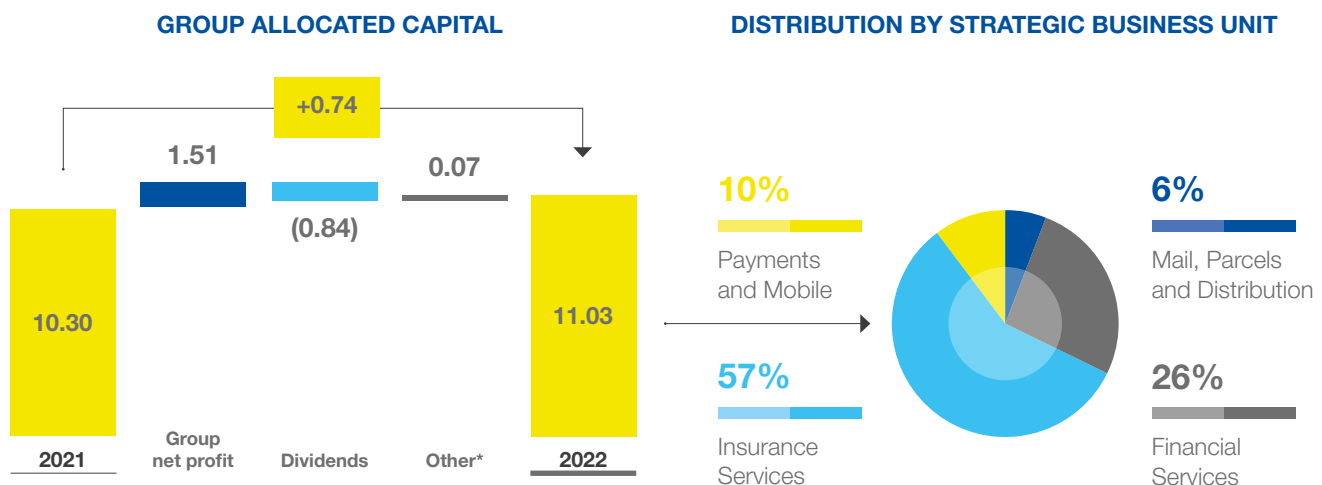 GROUP ALLOCATED CAPITAL
+0.74
1.51
0.07
(0.84)
10.30
11.03
2021
Group
net profit
Dividends
Other*
2022
DISTRIBUTION BY STRATEGIC BUSINESS UNIT
10%
Payments
and Mobile
57%
Insurance
Services
6%
Mail, Parcels
and Distribution
26%
Financial
Services